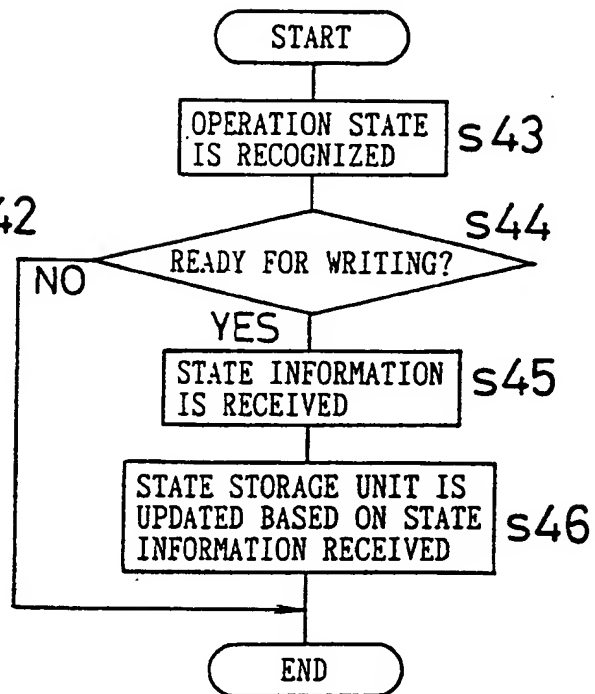 START
OPERATION STATE
IS RECOGNIZED
s43
42
s44
READY FOR WRITING?
NO
YES
STATE INFORMATION
IS RECEIVED
s45
STATE STORAGE UNIT IS
UPDATED BASED ON STATE
INFORMATION RECEIVED
s46
END